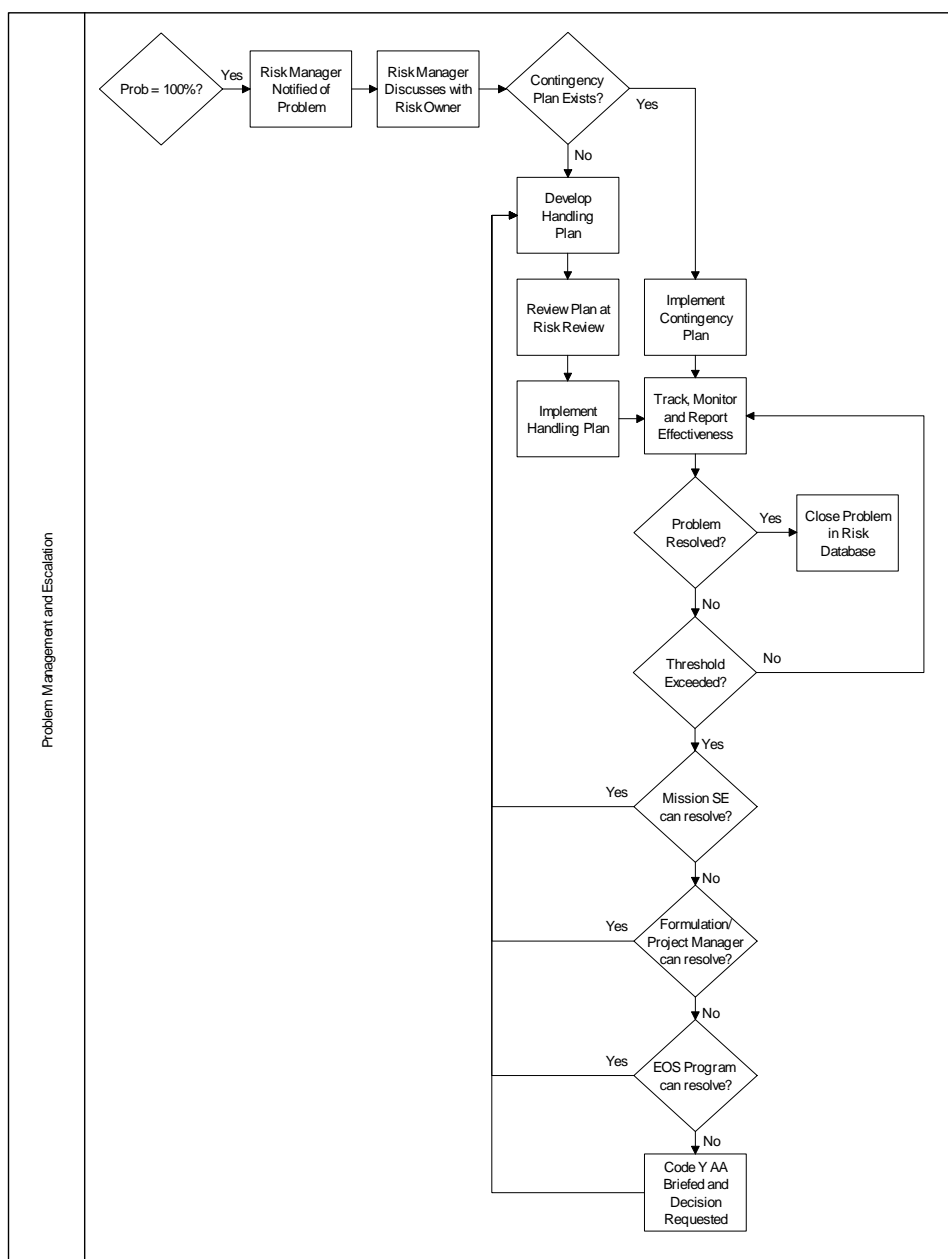 Problem Management and Escalation
Prob = 100%?
Yes
Risk Manager
Notified of
Problem
Risk Manager
Discusses with
Risk Owner
Contingency
Plan Exists?
Yes
No
Develop
Handling
Plan
Review Plan at
Risk Review
Implement
Contingency
Plan
Implement
Handling Plan
Track, Monitor
and Report
Effectiveness
Problem
Resolved?
Yes
Close Problem
in Risk
Database
No
Threshold
Exceeded?
No
Yes
Mission SE
can resolve?
Yes
No
Formulation/
Project Manager
can resolve?
Yes
No
EOS Program
can resolve?
Yes
No
Code Y AA
Briefed and
Decision
Requested